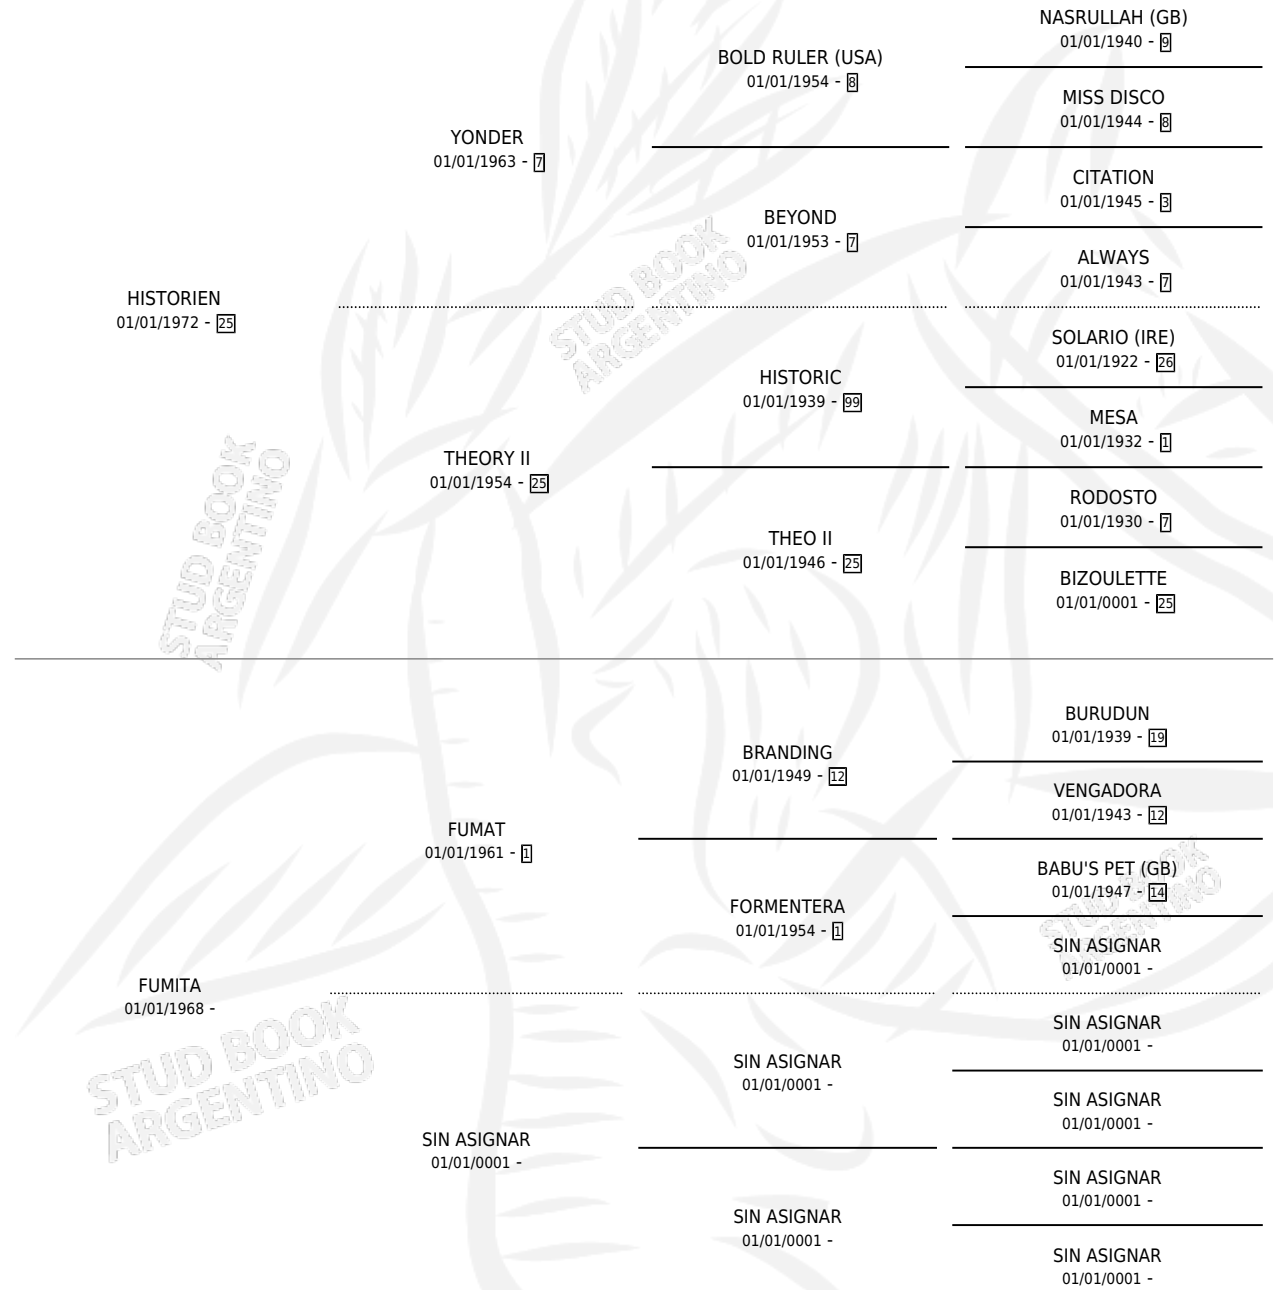 NASRULLAH (GB)
01/01/1940 - 9
BOLD RULER (USA)
01/01/1954 - 8
MISS DISCO
01/01/1944 - 8
YONDER
01/01/1963 - 7
CITATION
01/01/1945 - 3
BEYOND
01/01/1953 - 7
ALWAYS
01/01/1943 - 7
HISTORIEN
01/01/1972 - 25
STUD BOOK
ARGENTINO
SOLARIO (IRE)
01/01/1922 - 26
HISTORIC
01/01/1939 - 99
MESA
01/01/1932 - 1
THEORY II
01/01/1954 - 25
STUD BOOK
ARGENTINO
RODOSTO
01/01/1930 - 7
THEO II
01/01/1946 - 25
BIZOULETTE
01/01/0001 - 25
BURUDUN
01/01/1939 - 19
BRANDING
01/01/1949 - 12
VENGADORA
01/01/1943 - 12
FUMAT
01/01/1961 - 1
BABU'S PET (GB)
01/01/1947 - 14
STUD BOOK
ARGENTINO
FORMENTERA
01/01/1954 - 1
SIN ASIGNAR
01/01/0001 -
FUMITA
01/01/1968 -
STUD BOOK
ARGENTINO
SIN ASIGNAR
01/01/0001 -
SIN ASIGNAR
01/01/0001 -
SIN ASIGNAR
01/01/0001 -
SIN ASIGNAR
01/01/0001 -
SIN ASIGNAR
01/01/0001 -
SIN ASIGNAR
01/01/0001 -
SIN ASIGNAR
01/01/0001 -